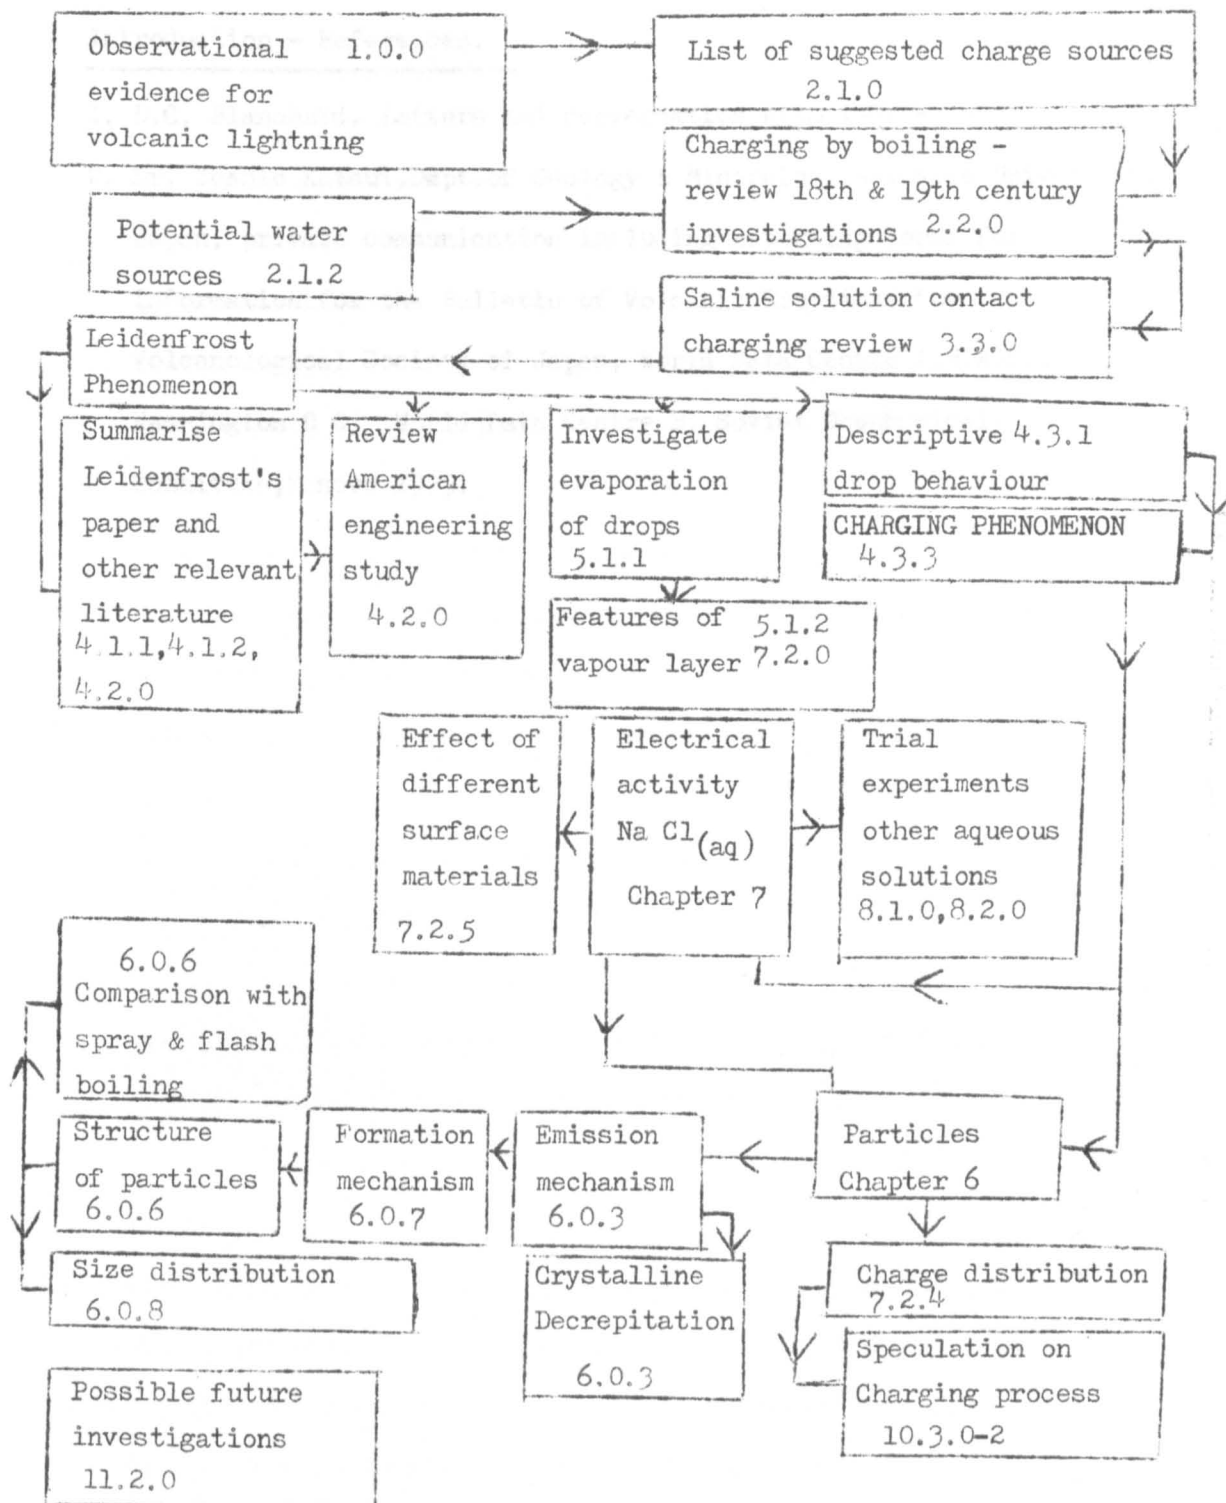 Observational 1.0.0
evidence for
volcanic lightning
List of suggested charge sources
2.1.0
Charging by boiling -
review 18th & 19th century
investigations 2.2.0
Potential water
sources 2.1.2
Saline solution contact
charging review 3.3.0
Leidenfrost
Phenomenon
Summarise
Leidenfrost's
paper and
other relevant
literature
4.1.1,4.1.2,
4.2.0
Review
American
engineering
study
4.2.0
Investigate
evaporation
of drops
5.1.1
Descriptive 4.3.1
drop behaviour
CHARGING PHENOMENON
4.3.3
Features of 5.1.2
vapour layer 7.2.0
Effect of
different
surface
materials
7.2.5
Electrical
activity
Na Cl(aq)
Chapter 7
Trial
experiments
other aqueous
solutions
8.1.0,8.2.0
6.0.6
Comparison with
spray & flash
boiling
Structure
of particles
6.0.6
Formation
mechanism
6.0.7
Emission
mechanism
6.0.3
Particles
Chapter 6
Size distribution
6.0.8
Crystalline
Decrepitation
6.0.3
Charge distribution
7.2.4
Speculation on
Charging process
10.3.0-2
Possible future
investigations
11.2.0